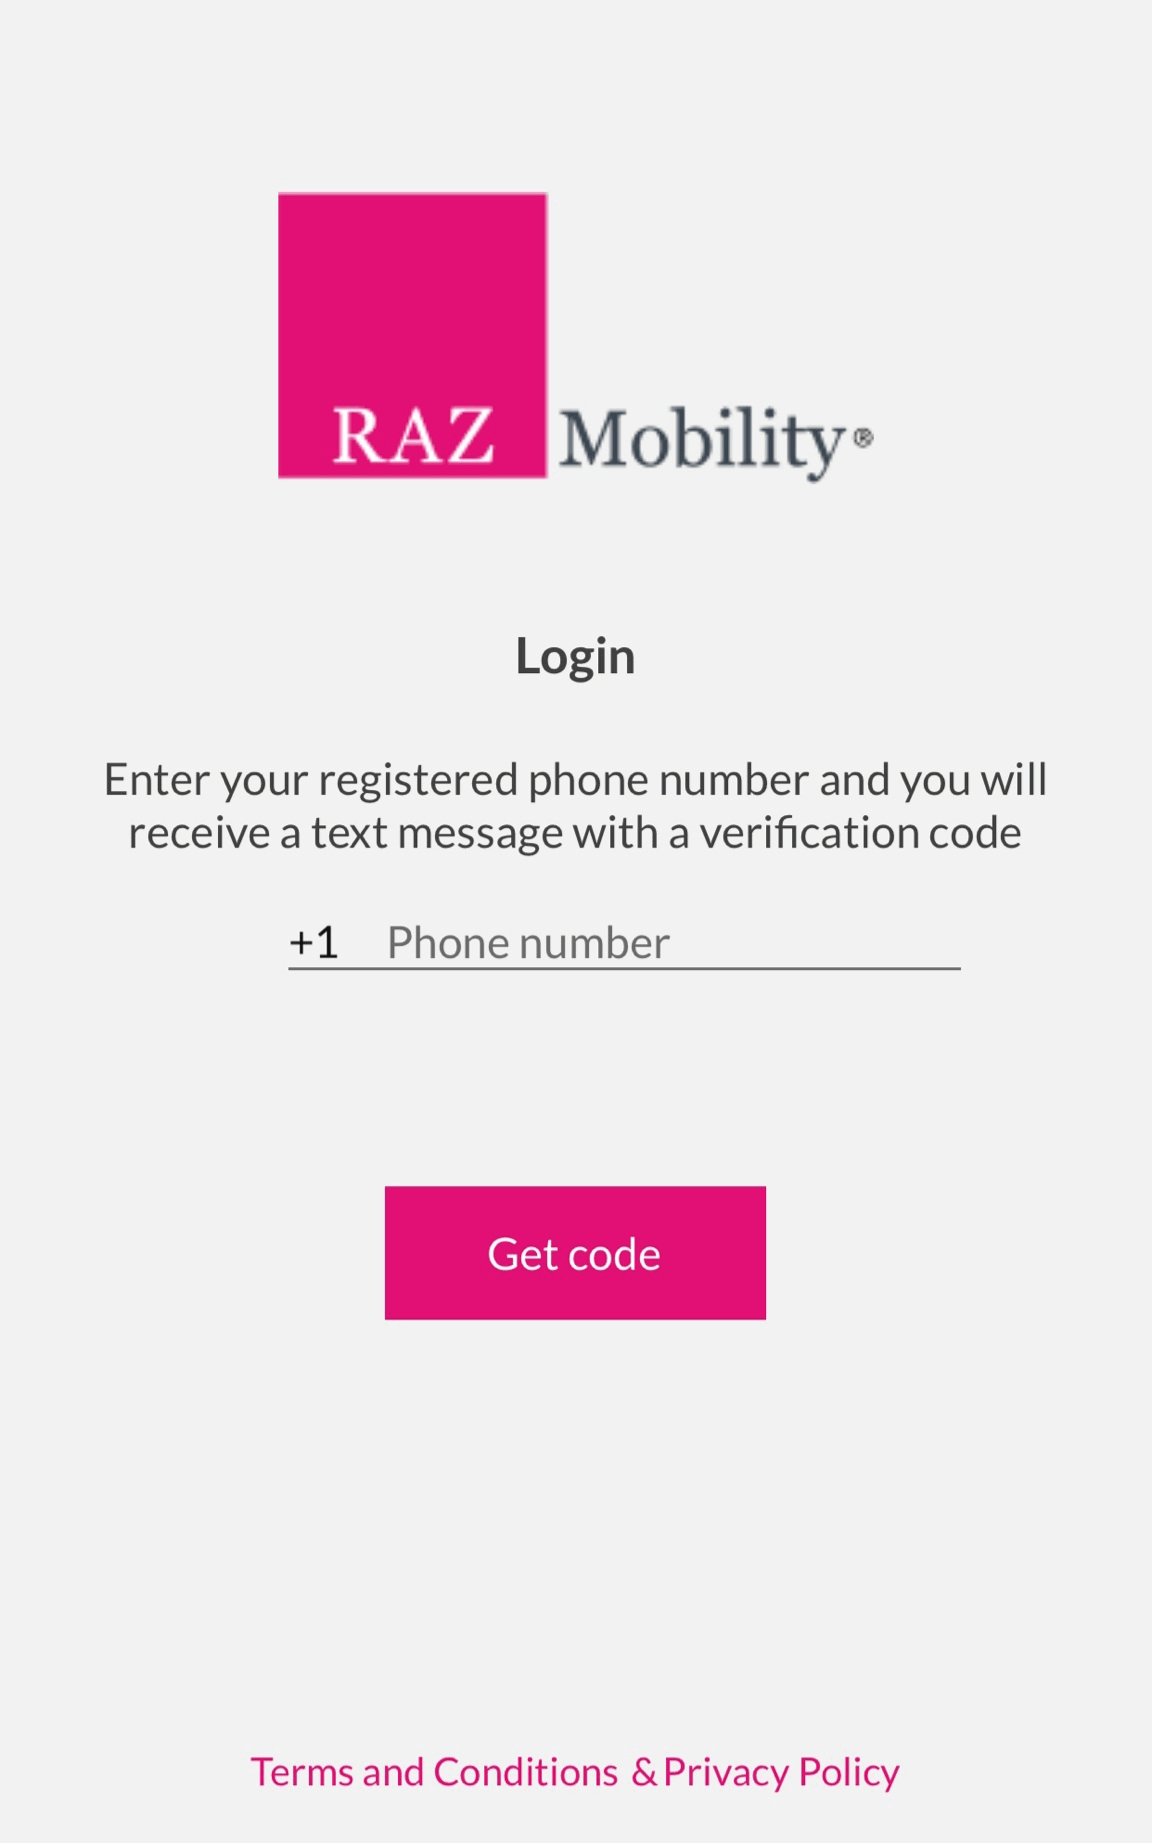 RAZ Mobility®
Login
Enter your registered phone number and you will
receive a text message with a verification code
+1 Phone number
Get code
Terms and Conditions & Privacy Policy